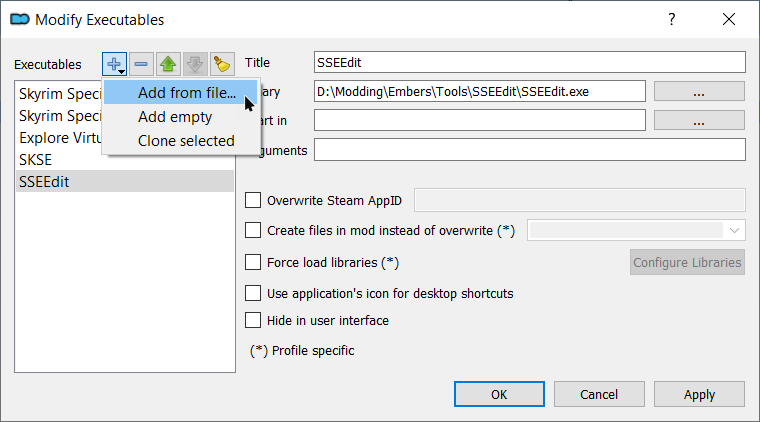 Modify Executables
Executables
Title
SSEEdit
Add from file...
Add empty
Clone selected
Skyrim Speci
Skyrim Speci
Explore Virtu
SKSE
SSEEdit
ary
D:\Modding\Embers\Tools\SSEEdit\SSEEdit.exe
...
art in
...
guments
Overwrite Steam AppID
Create files in mod instead of overwrite (*)
Force load libraries (*)
Configure Libraries
Use application's icon for desktop shortcuts
Hide in user interface
(*) Profile specific
OK
Cancel
Apply